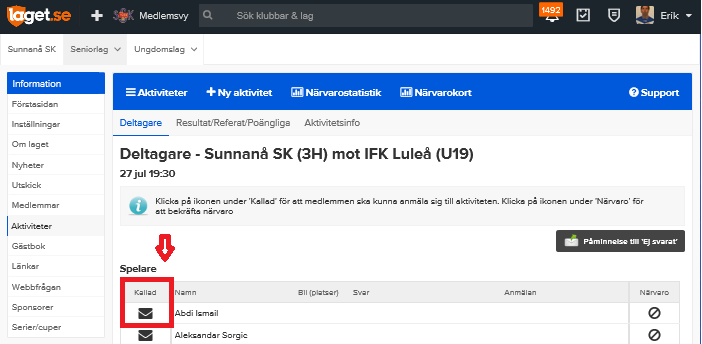 laget.se
Medlemsvy
Sök klubbar & lag
1492
Erik
Sunnanå SK
Seniorlag
Ungdomslag
Information
Förstasidan
Inställningar
Om laget
Nyheter
Utskick
Medlemmar
Aktiviteter
Gästbok
Länkar
Webbfrågan
Sponsorer
Serier/cuper
Aktiviteter
Ny aktivitet
Närvarostatistik
Närvarokort
Support
Deltagare
Resultat/Referat/Poängliga
Aktivitetsinfo
Deltagare - Sunnanå SK (3H) mot IFK Luleå (U19)
27 jul 19:30
Klicka på ikonen under 'Kallad' för att medlemmen ska kunna anmäla sig till aktiviteten. Klicka på ikonen under 'Närvaro' för
att bekräfta närvaro
Påminnelse till 'Ej svarat'
Spelare
Kallad Namn Bil (platser) Svar Anmälan Närvaro
Abdi Ismail
Aleksandar Sorgic